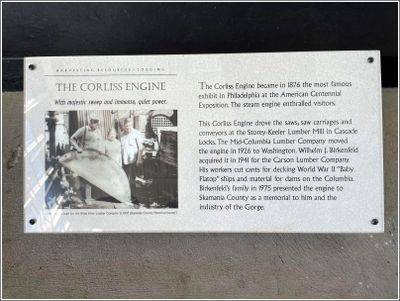 HARVESTING RESOURCES • LOGGING
THE CORLISS ENGINE
With majestic sweep and immense, quiet power.
The Corliss Engine became in 1876 the most famous
exhibit in Philadelphia at the American Centennial
Exposition. The steam engine enthralled visitors.
This Corliss Engine drove the saws, saw carriages and
conveyors at the Storey-Keeler Lumber Mill in Cascade
Locks. The Mid-Columbia Lumber Company moved
the engine in 1926 to Washington. Wilhelm J. Birkenfeld
acquired it in 1941 for the Carson Lumber Company.
His workers cut cants for decking World War II "Baby
Flatop" ships and material for dams on the Columbia.
Birkenfeld's family in 1975 presented the engine to
Skamania County as a memorial to him and the
industry of the Gorge.